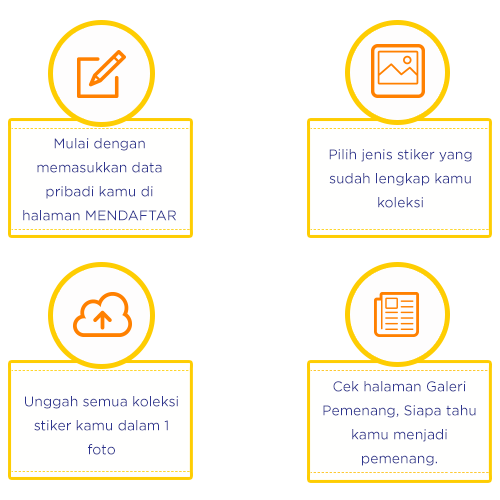 Mulai dengan
memasukkan data
pribadi kamu di
halaman MENDAFTAR
Pilih jenis stiker yang
sudah lengkap kamu
koleksi
Unggah semua koleksi
stiker kamu dalam 1
foto
Cek halaman Galeri
Pemenang, Siapa tahu
kamu menjadi
pemenang.